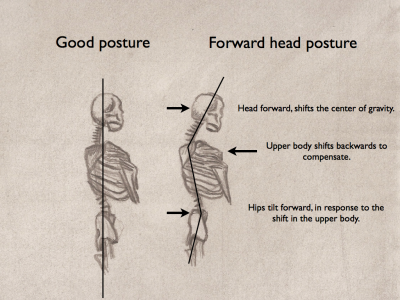 Good posture
Forward head posture
Head forward, shifts the center of gravity.
Upper body shifts backwards to
compensate.
Hips tilt forward, in response to the
shift in the upper body.